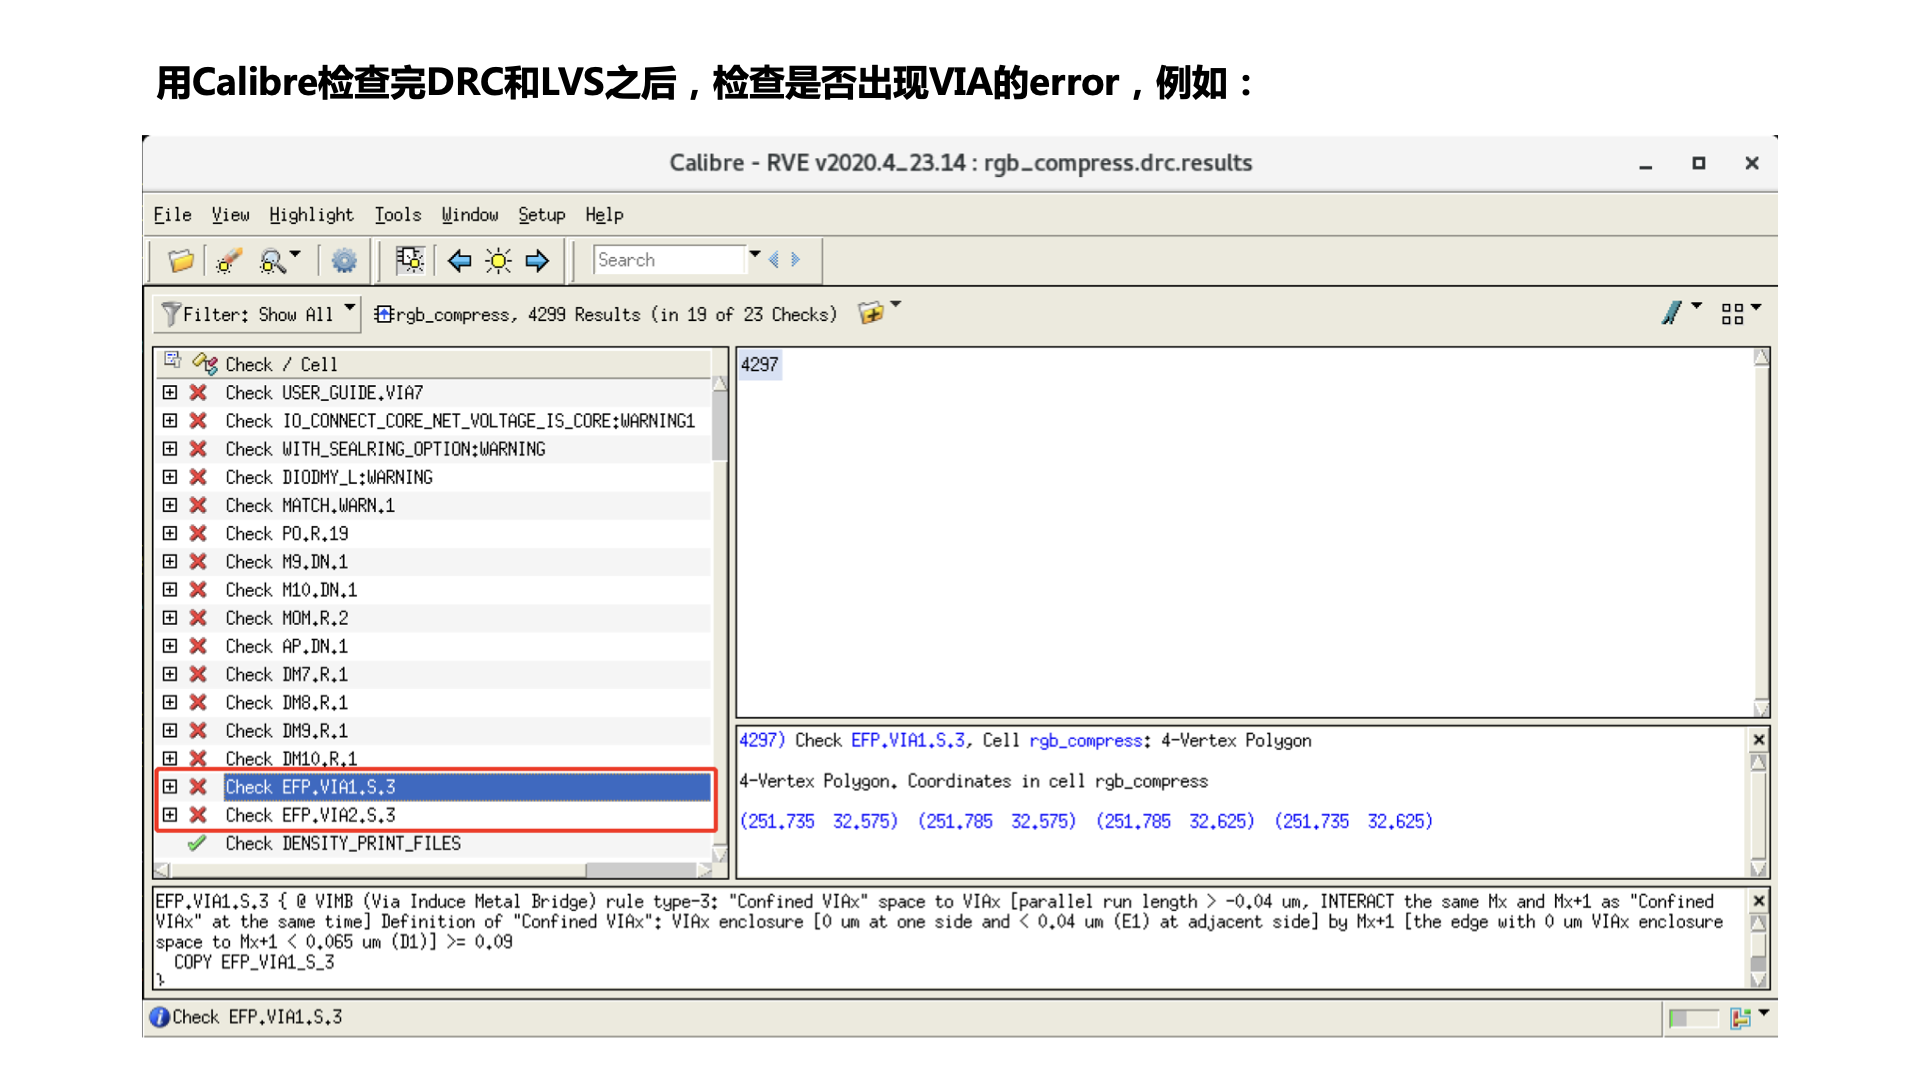 用Calibre检查完DRC和LVS之后，检查是否出现VIA的error，例如：
Calibre - RVE v2020.4_23.14 : rgb_compress.drc.results
File View Highlight Tools Window Setup Help
Search
Filter: Show All rgb_compress, 4299 Results (in 19 of 23 Checks)
Check / Cell
Check USER_GUIDE.VIA7
Check IO_CONNECT_CORE_NET_VOLTAGE_IS_CORE:WARNING1
Check WITH_SEALRING_OPTION:WARNING
Check DIODMY_L:WARNING
Check MATCH.WARN.1
Check PO.R.19
Check M9.DN.1
Check M10.DN.1
Check MOM.R.2
Check AP.DN.1
Check DM7.R.1
Check DM8.R.1
Check DM9.R.1
Check DM10.R.1
Check EFP.VIA1.S.3
Check EFP.VIA2.S.3
Check DENSITY_PRINT_FILES
4297
4297) Check EFP.VIA1.S.3, Cell rgb_compress: 4-Vertex Polygon
4-Vertex Polygon. Coordinates in cell rgb_compress
(251.735 32.575) (251.785 32.575) (251.785 32.625) (251.735 32.625)
EFP.VIA1.S.3 { @ VIMB (Via Induce Metal Bridge) rule type-3: "Confined VIAx" space to VIAx [parallel run length > -0.04 um, INTERACT the same Mx and Mx+1 as "Confined
VIAx" at the same time] Definition of "Confined VIAx": VIAx enclosure [0 um at one side and < 0.04 um (E1) at adjacent side] by Mx+1 [the edge with 0 um VIAx enclosure
space to Mx+1 < 0.065 um (D1)] >= 0.09
COPY EFP_VIA1_S_3
}
Check EFP.VIA1.S.3